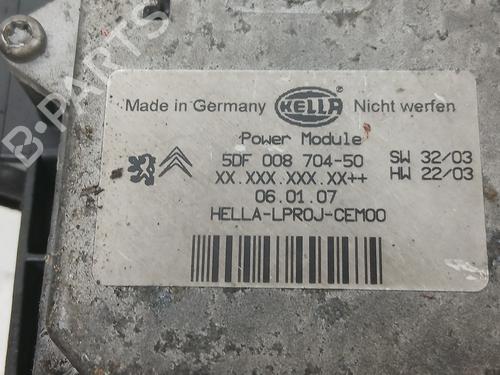 B-PARTS
Made in Germany HELLA Nicht werfen
Power Module
5DF 008 704-50 SW 32/03
XX.XXX.XXX.XX++ HW 22/03
06.01.07
HELLA-LPROJ-CEM00